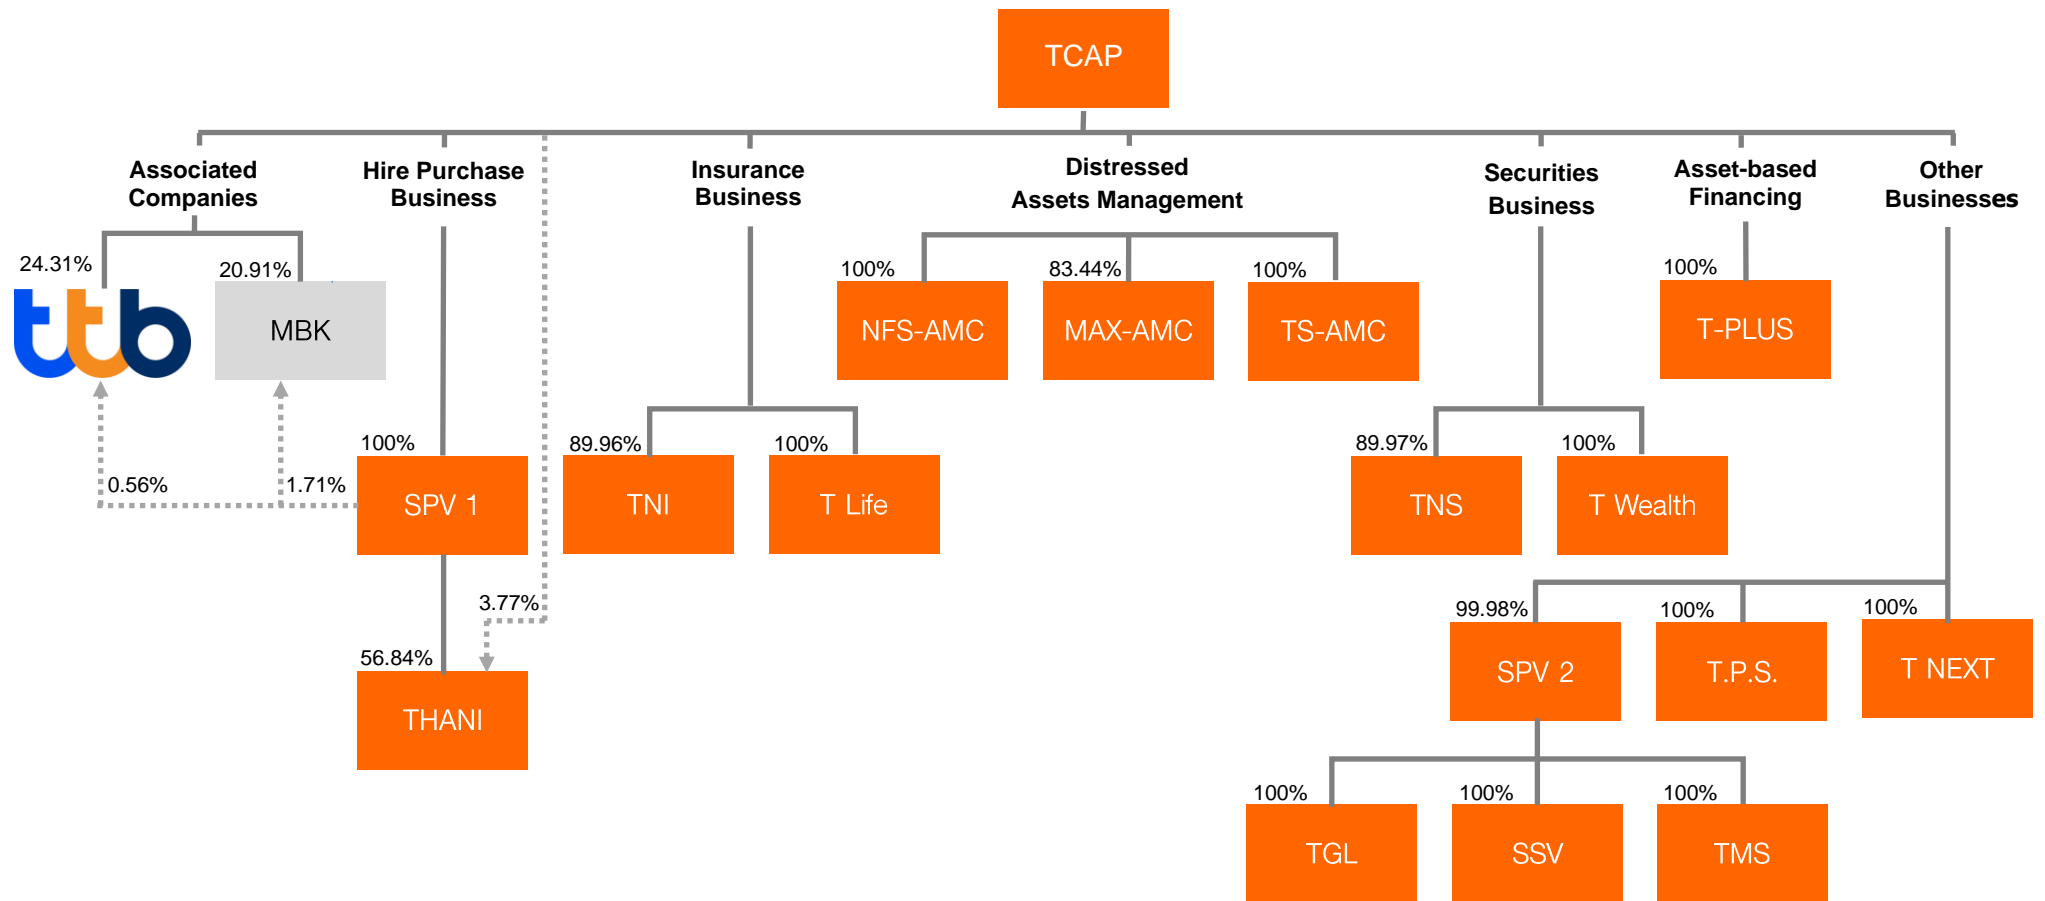 TCAP
Associated
Companies
Hire Purchase
Business
Insurance
Business
Distressed
Assets Management
Securities
Business
Asset-based
Financing
Other
Businesses
24.31%
ttb
20.91%
MBK
100%
NFS-AMC
83.44%
MAX-AMC
100%
TS-AMC
100%
T-PLUS
0.56%
1.71%
100%
SPV 1
89.96%
TNI
100%
T Life
89.97%
TNS
100%
T Wealth
3.77%
56.84%
THANI
99.98%
SPV 2
100%
T.P.S.
100%
T NEXT
100%
TGL
100%
SSV
100%
TMS